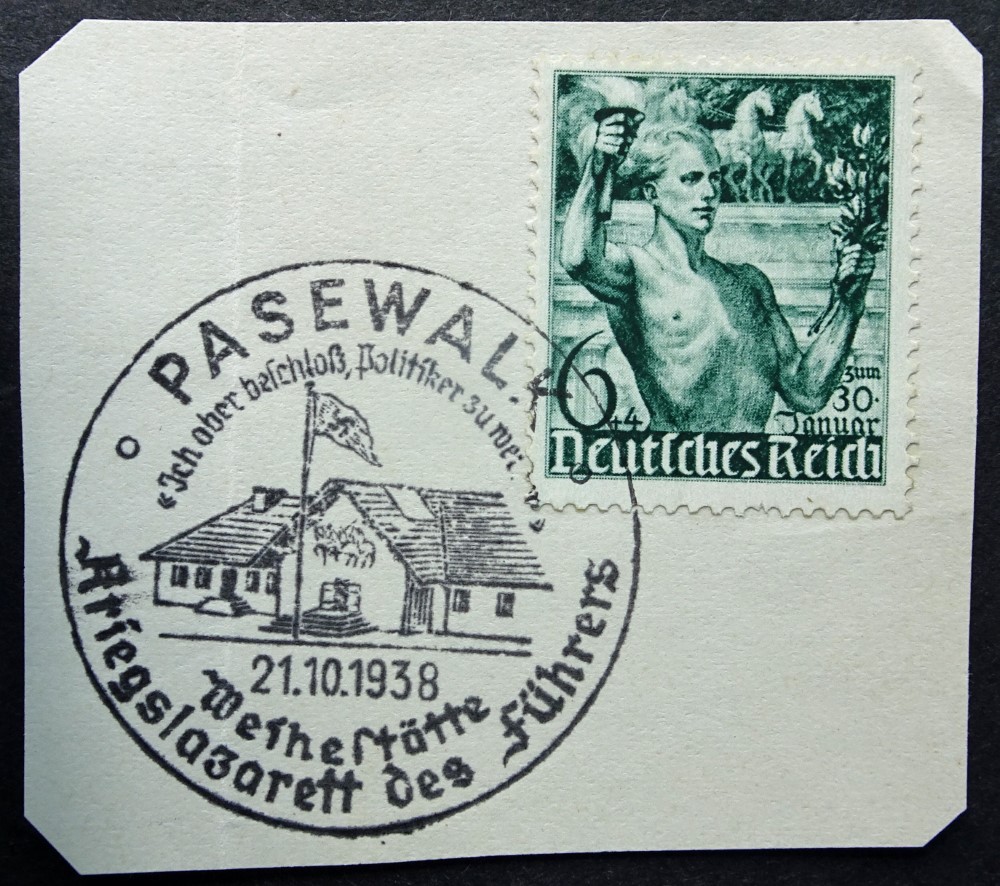 PASEWALK
«Ich aber beschloß, Politiker zu wer
21.10.1938
Weihestätte
Kriegslazarett des Führers
zum
30.
Januar
6+4
Deutsches Reich